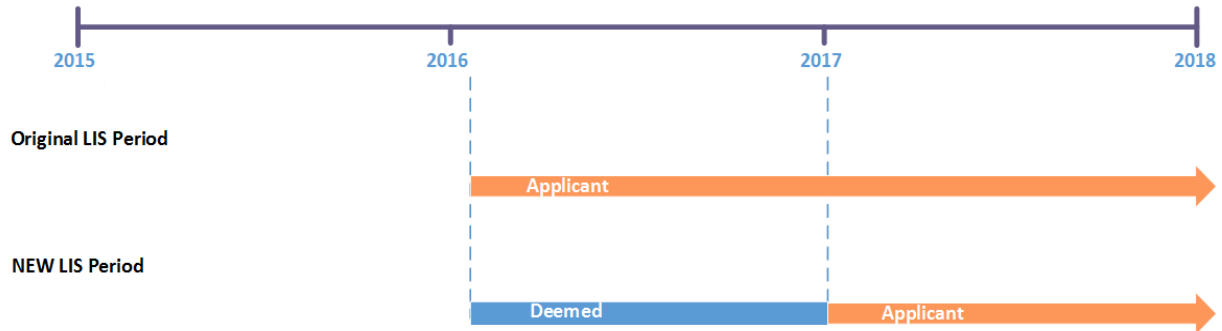 2015 2016 2017 2018
Original LIS Period
Applicant
NEW LIS Period
Deemed Applicant